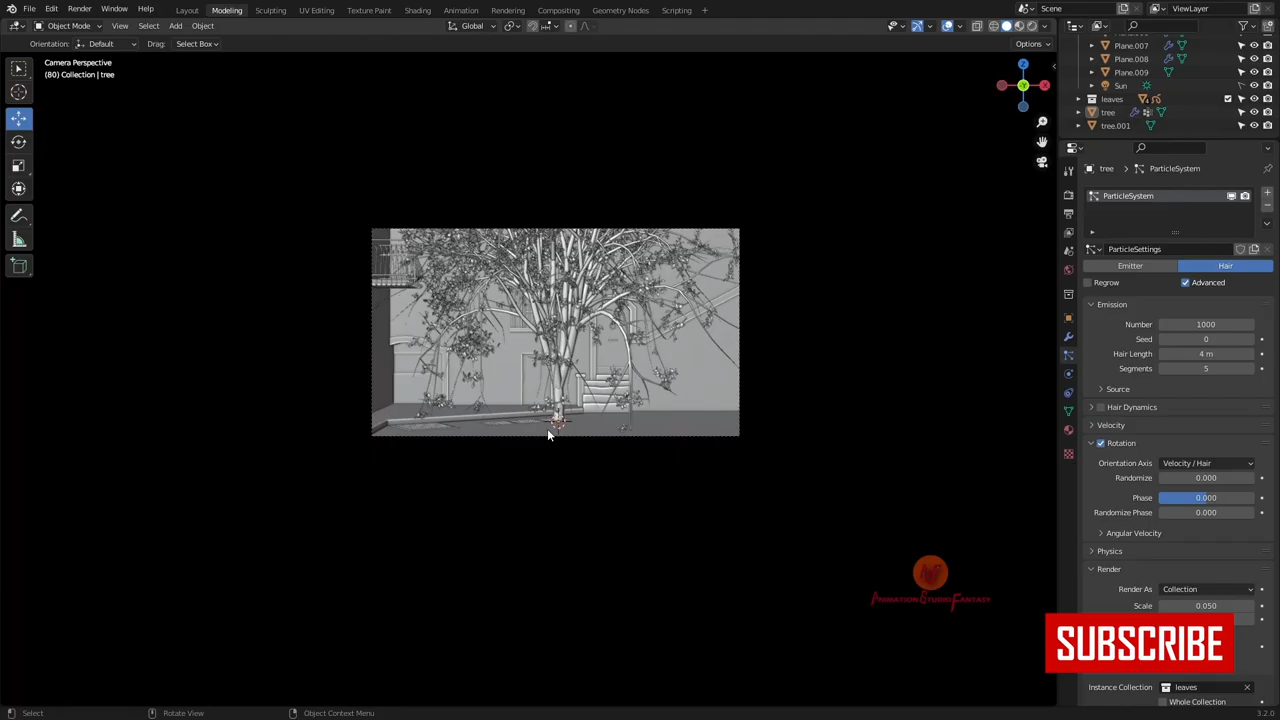 File Edit Render Window Help Layout Modeling Sculpting UV Editing Texture Paint Shading Animation Rendering Compositing Geometry Nodes Scripting Scene ViewLayer
Object Mode View Select Add Object Global
Orientation: Default Drag: Select Box Options
Camera Perspective
(80) Collection | tree
Plane.007
Plane.008
Plane.009
Sun
leaves
tree
tree.001
tree ParticleSystem
ParticleSystem
ParticleSettings
Emitter Hair
Regrow Advanced
Emission
Number 1000
Seed 0
Hair Length 4 m
Segments 5
Source
Hair Dynamics
Velocity
Rotation
Orientation Axis Velocity / Hair
Randomize 0.000
Phase 0.000
Randomize Phase 0.000
Angular Velocity
Physics
Render
Render As Collection
Scale 0.050
AnimationStudioFantasy
SUBSCRIBE
Instance Collection leaves
Whole Collection
Select Rotate View Object Context Menu 3.2.0